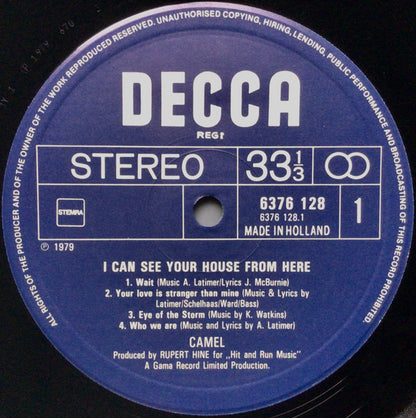 ALL RIGHTS OF THE PRODUCER AND OF THE OWNER OF THE WORK REPRODUCED RESERVED. UNAUTHORISED COPYING, HIRING, LENDING, PUBLIC PERFORMANCE AND BROADCASTING OF THIS RECORD PROHIBITED.
DECCA
REGt
STEREO 33⅓
STEMRA
6376 128
6376 128.1
MADE IN HOLLAND
1
℗ 1979
I CAN SEE YOUR HOUSE FROM HERE
1. Wait (Music A. Latimer/Lyrics J. McBurnie)
2. Your love is stranger than mine (Music & Lyrics by
Latimer/Schelhaas/Ward/Bass)
3. Eye of the Storm (Music by K. Watkins)
4. Who we are (Music and Lyrics by A. Latimer)
CAMEL
Produced by RUPERT HINE for „Hit and Run Music"
A Gama Record Limited Production.